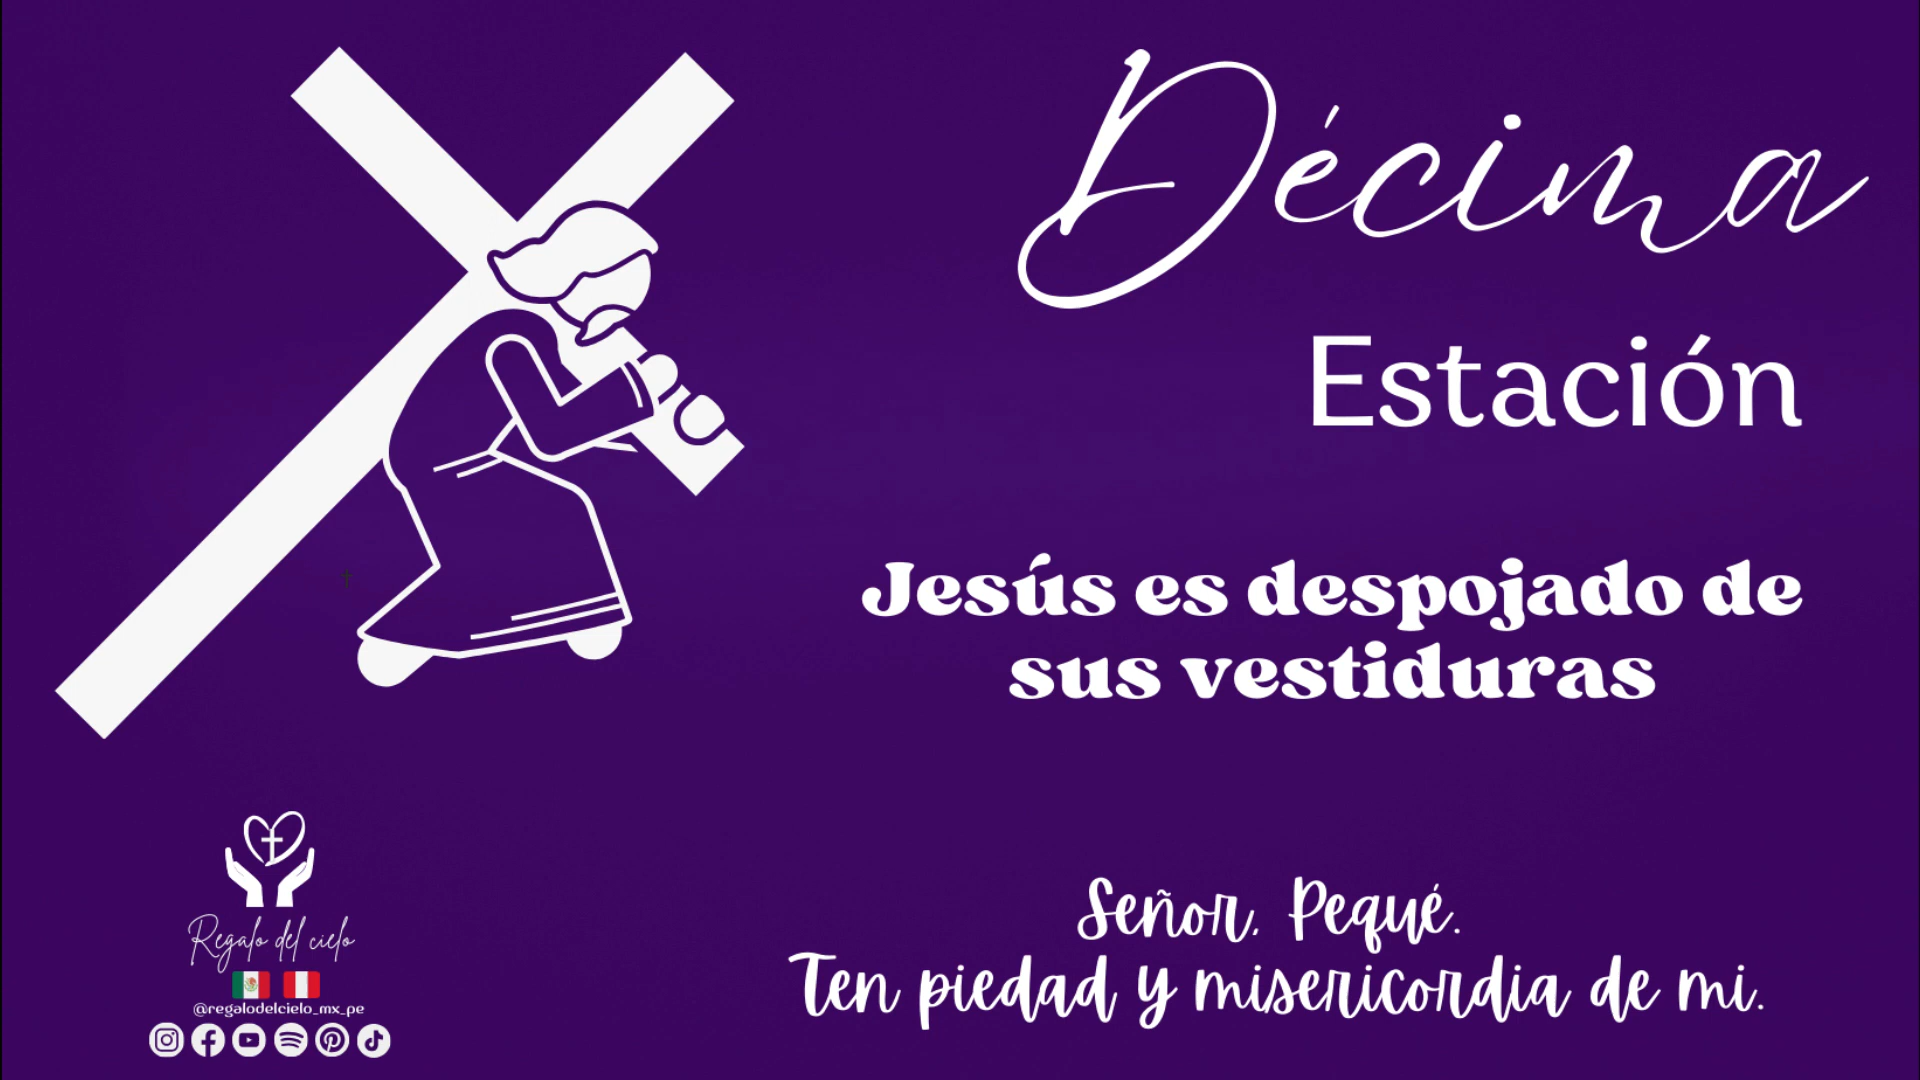 Décima
Estación
Jesús es despojado de
sus vestiduras
Señor, Pequé.
Ten piedad y misericordia de mi.
Regalo del cielo
@regalodelcielo_mx_pe